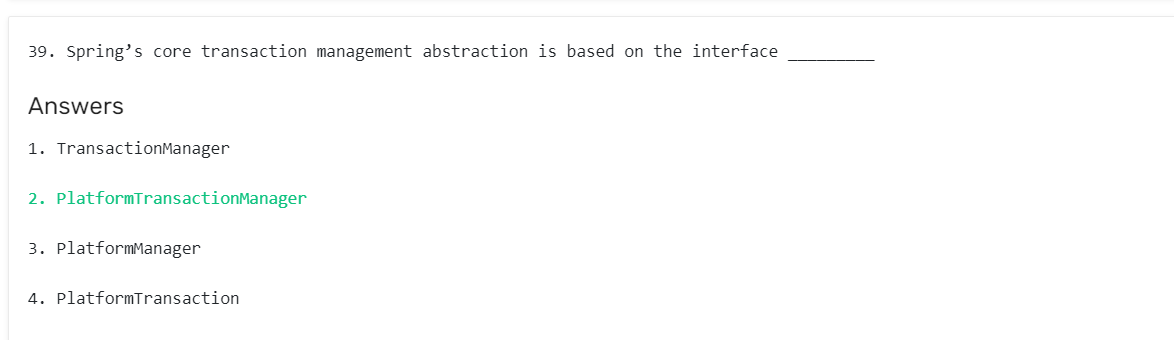 39. Spring’s core transaction management abstraction is based on the interface _________
Answers
1. TransactionManager
2. PlatformTransactionManager
3. PlatformManager
4. PlatformTransaction